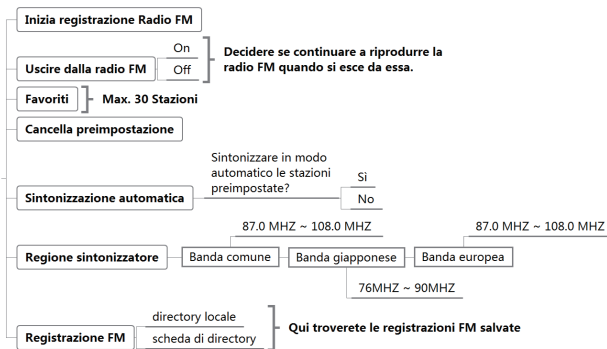 Inizia registrazione Radio FM
On
Uscire dalla radio FM
Off
Decidere se continuare a riprodurre la
radio FM quando si esce da essa.
Favoriti
Max. 30 Stazioni
Cancella preimpostazione
Sintonizzare in modo
automatico le stazioni
preimpostate?
Sì
No
Sintonizzazione automatica
87.0 MHZ ~ 108.0 MHZ
87.0 MHZ ~ 108.0 MHZ
Regione sintonizzatore
Banda comune
Banda giapponese
Banda europea
76MHZ ~ 90MHZ
Registrazione FM
directory locale
scheda di directory
Qui troverete le registrazioni FM salvate